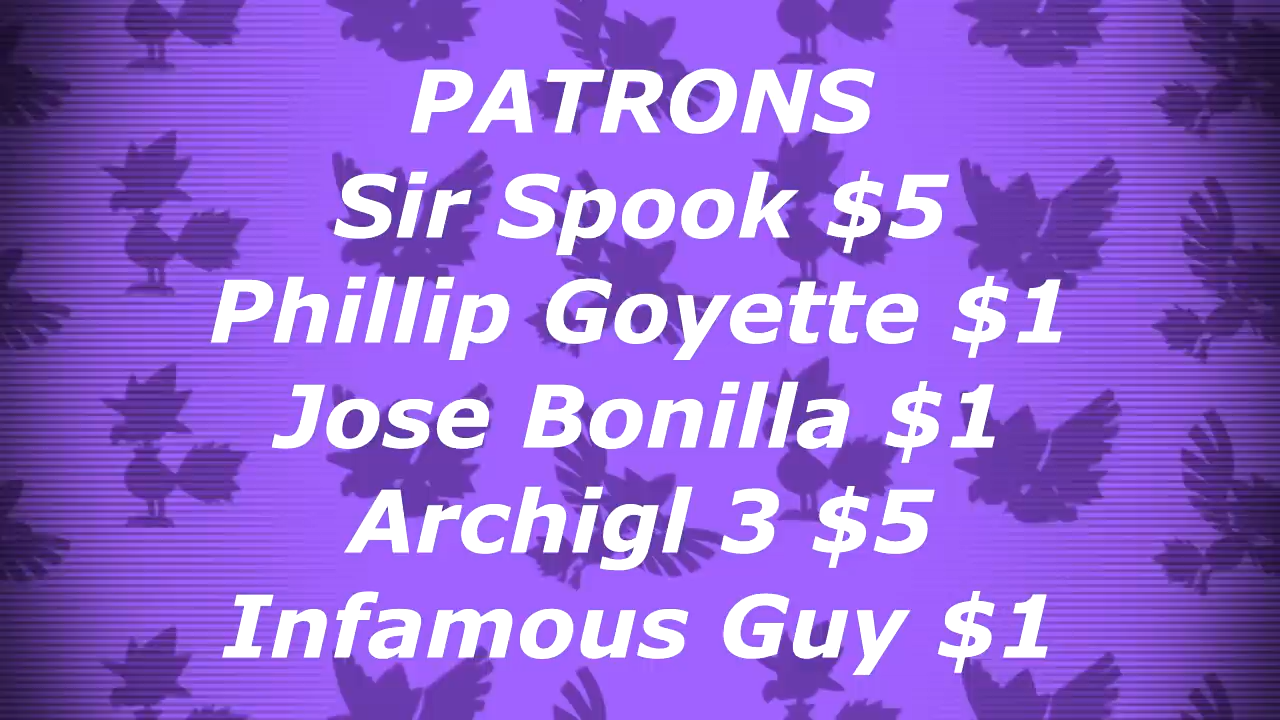 PATRONS
Sir Spook $5
Phillip Goyette $1
Jose Bonilla $1
Archigl 3 $5
Infamous Guy $1